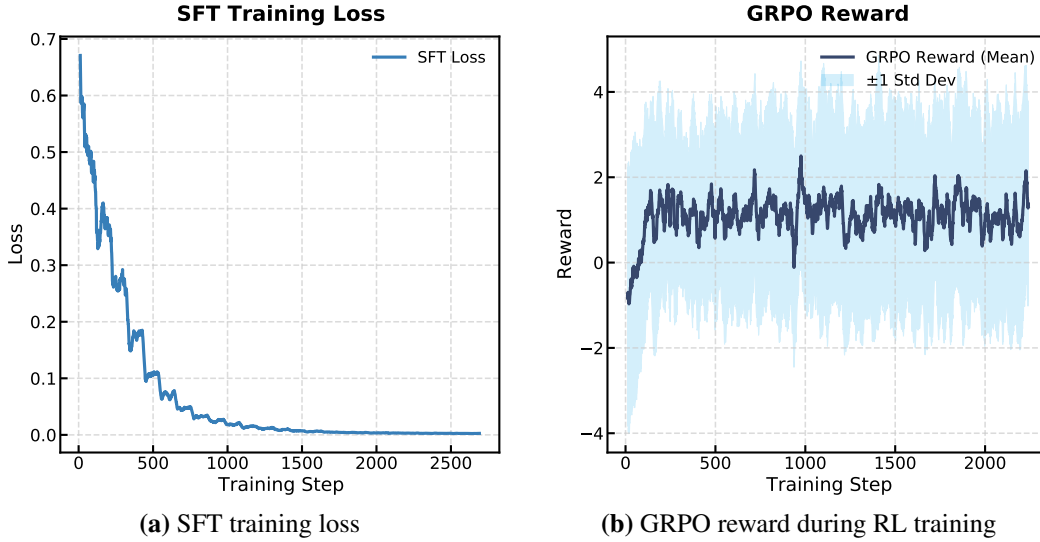 SFT Training Loss
0.7
0.6
0.5
0.4
0.3
0.2
0.1
0.0
Loss
SFT Loss
0 500 1000 1500 2000 2500
Training Step
(a) SFT training loss
GRPO Reward
4
2
0
−2
−4
Reward
GRPO Reward (Mean)
±1 Std Dev
0 500 1000 1500 2000
Training Step
(b) GRPO reward during RL training